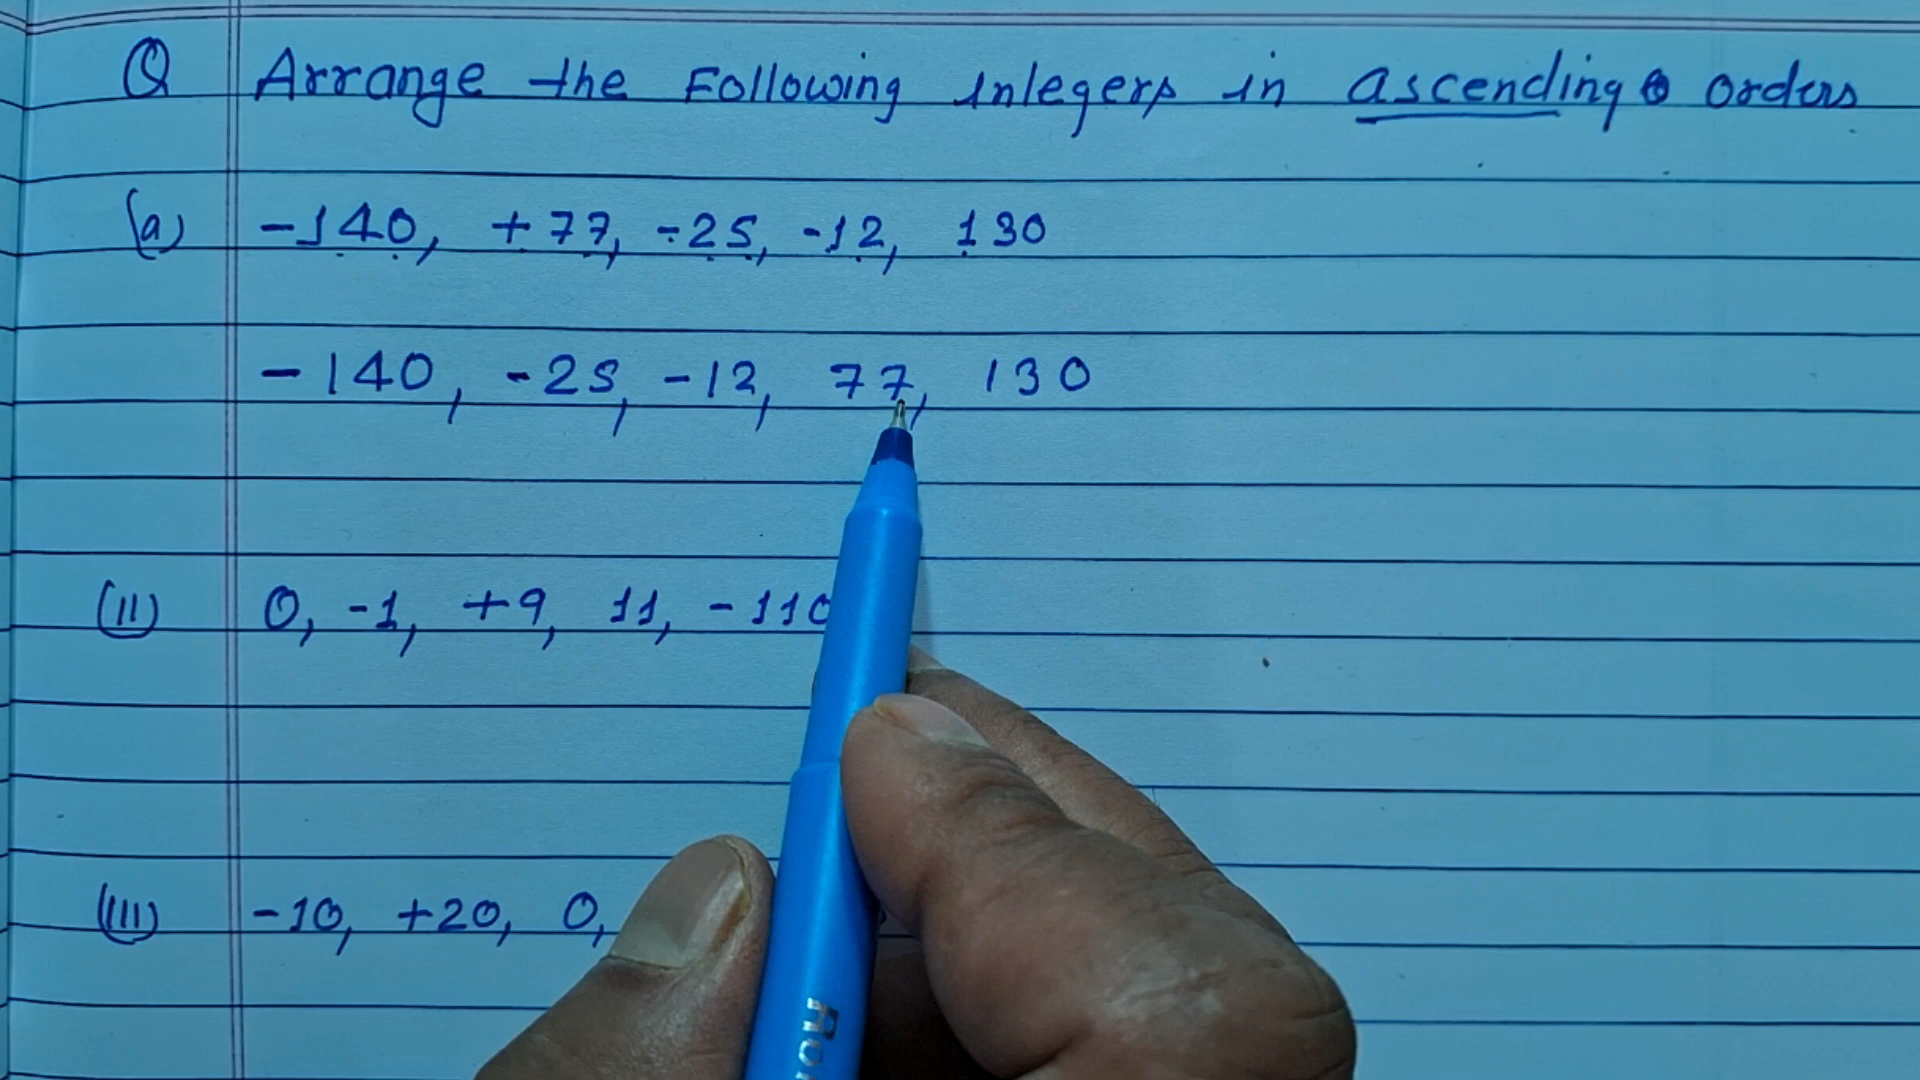 Q Arrange the Following Integers in ascending orders
(a) -140, +77, -25, -12, 130
-140, -25, -12, 77, 130
(II) 0, -1, +9, 11, -110
(III) -10, +20, 0,